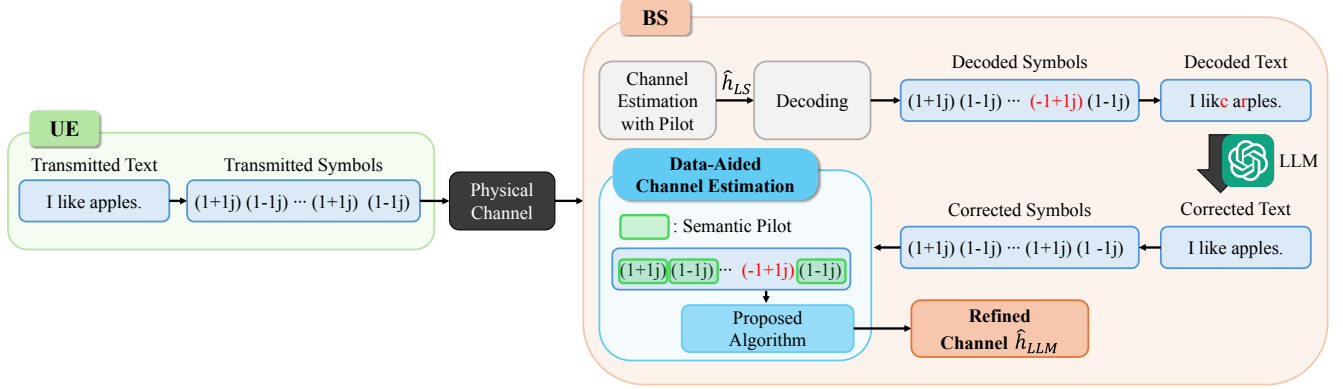 BS
Channel
Estimation
with Pilot
ĥ_LS
Decoding
Decoded Symbols
(1+1j) (1-1j) ··· (-1+1j) (1-1j)
Decoded Text
I likc arples.
LLM
UE
Transmitted Text
I like apples.
Transmitted Symbols
(1+1j) (1-1j) ··· (1+1j) (1-1j)
Physical
Channel
Data-Aided
Channel Estimation
: Semantic Pilot
(1+1j) (1-1j) ··· (-1+1j) (1-1j)
Proposed
Algorithm
Corrected Symbols
(1+1j) (1-1j) ··· (1+1j) (1 -1j)
Corrected Text
I like apples.
Refined
Channel ĥ_LLM